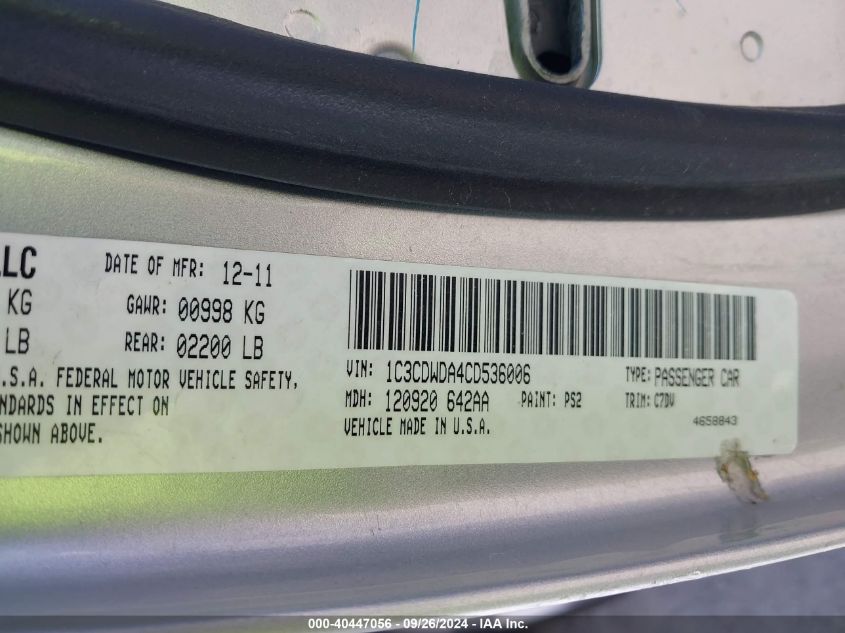 LC DATE OF MFR: 12-11
KG GAWR: 00998 KG
LB REAR: 02200 LB
U.S.A. FEDERAL MOTOR VEHICLE SAFETY,
NDARDS IN EFFECT ON
SHOWN ABOVE.
VIN: 1C3CDWDA4CD536006 TYPE: PASSENGER CAR
MDH: 120920 642AA PAINT: PS2 TRIM: C7DV
VEHICLE MADE IN U.S.A. 4658843
000-40447056 - 09/26/2024 - IAA Inc.